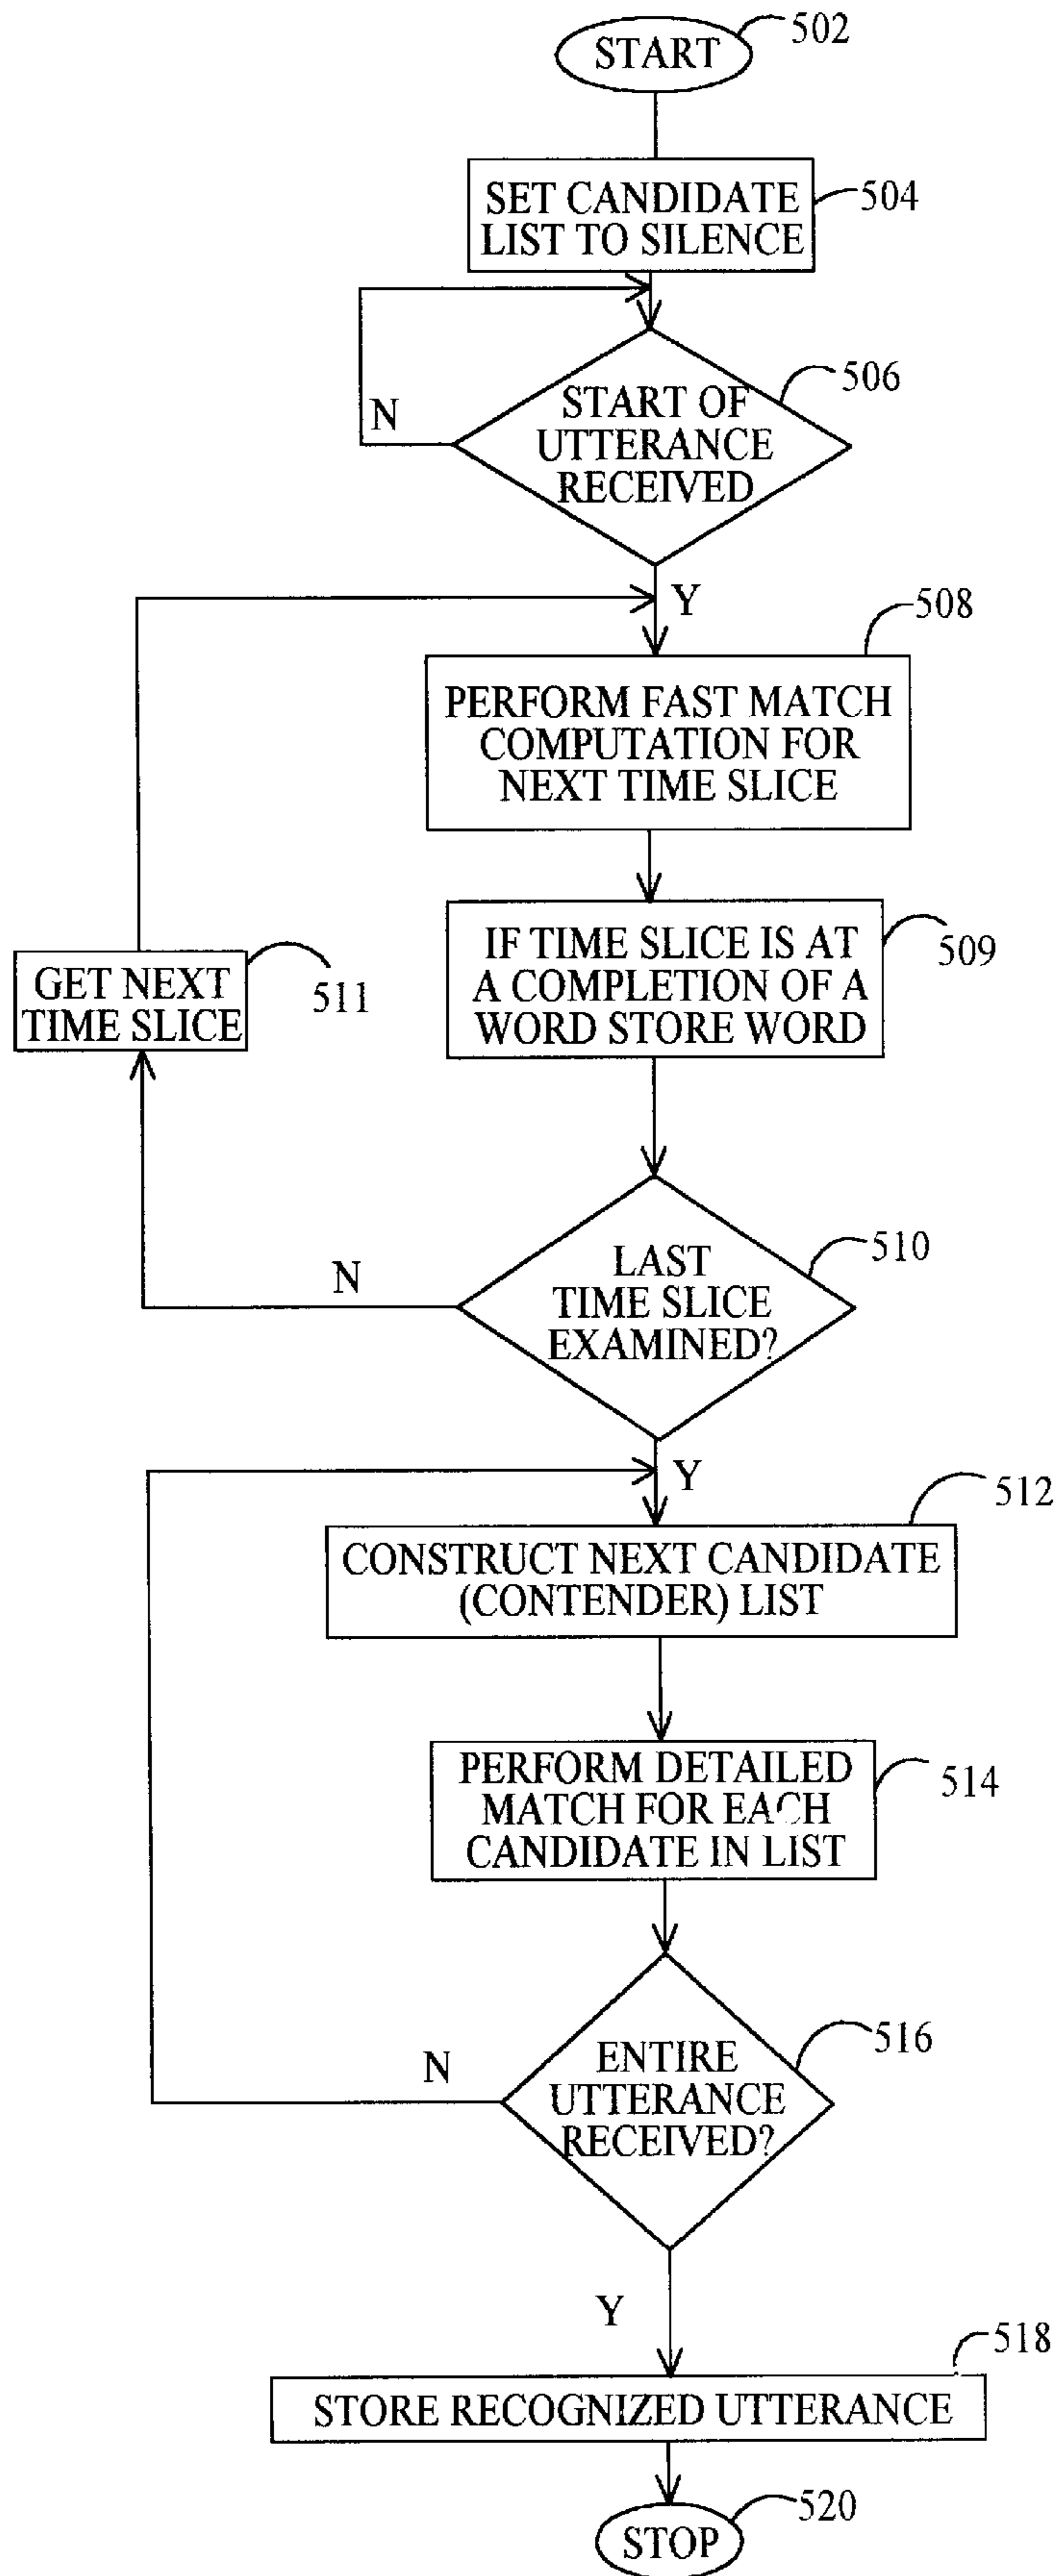 START
502
SET CANDIDATE
LIST TO SILENCE
504
START OF
UTTERANCE
RECEIVED
506
N
Y
PERFORM FAST MATCH
COMPUTATION FOR
NEXT TIME SLICE
508
IF TIME SLICE IS AT
A COMPLETION OF A
WORD STORE WORD
509
GET NEXT
TIME SLICE
511
LAST
TIME SLICE
EXAMINED?
510
N
Y
CONSTRUCT NEXT CANDIDATE
(CONTENDER) LIST
512
PERFORM DETAILED
MATCH FOR EACH
CANDIDATE IN LIST
514
ENTIRE
UTTERANCE
RECEIVED?
516
N
Y
STORE RECOGNIZED UTTERANCE
518
STOP
520